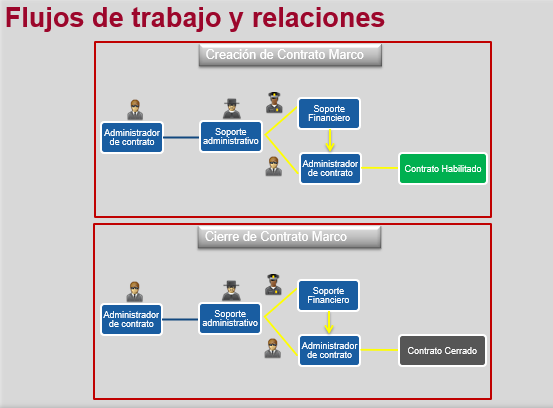 Flujos de trabajo y relaciones
Creación de Contrato Marco
Soporte
Financiero
Administrador
de contrato
Soporte
administrativo
Administrador
de contrato
Contrato Habilitado
Cierre de Contrato Marco
Soporte
Financiero
Administrador
de contrato
Soporte
administrativo
Administrador
de contrato
Contrato Cerrado